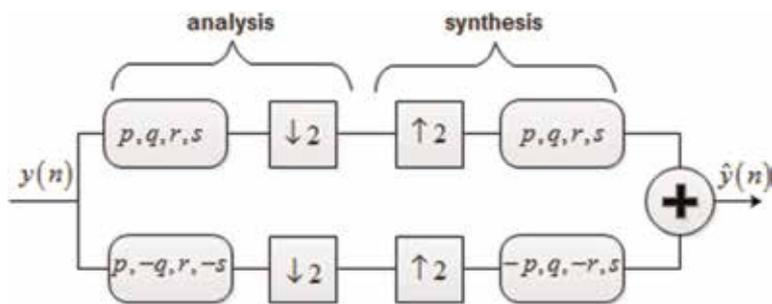 analysis synthesis
p,q,r,s ↓2 ↑2 p,q,r,s
y(n) ŷ(n)
+
p,−q,r,−s ↓2 ↑2 −p,q,−r,s